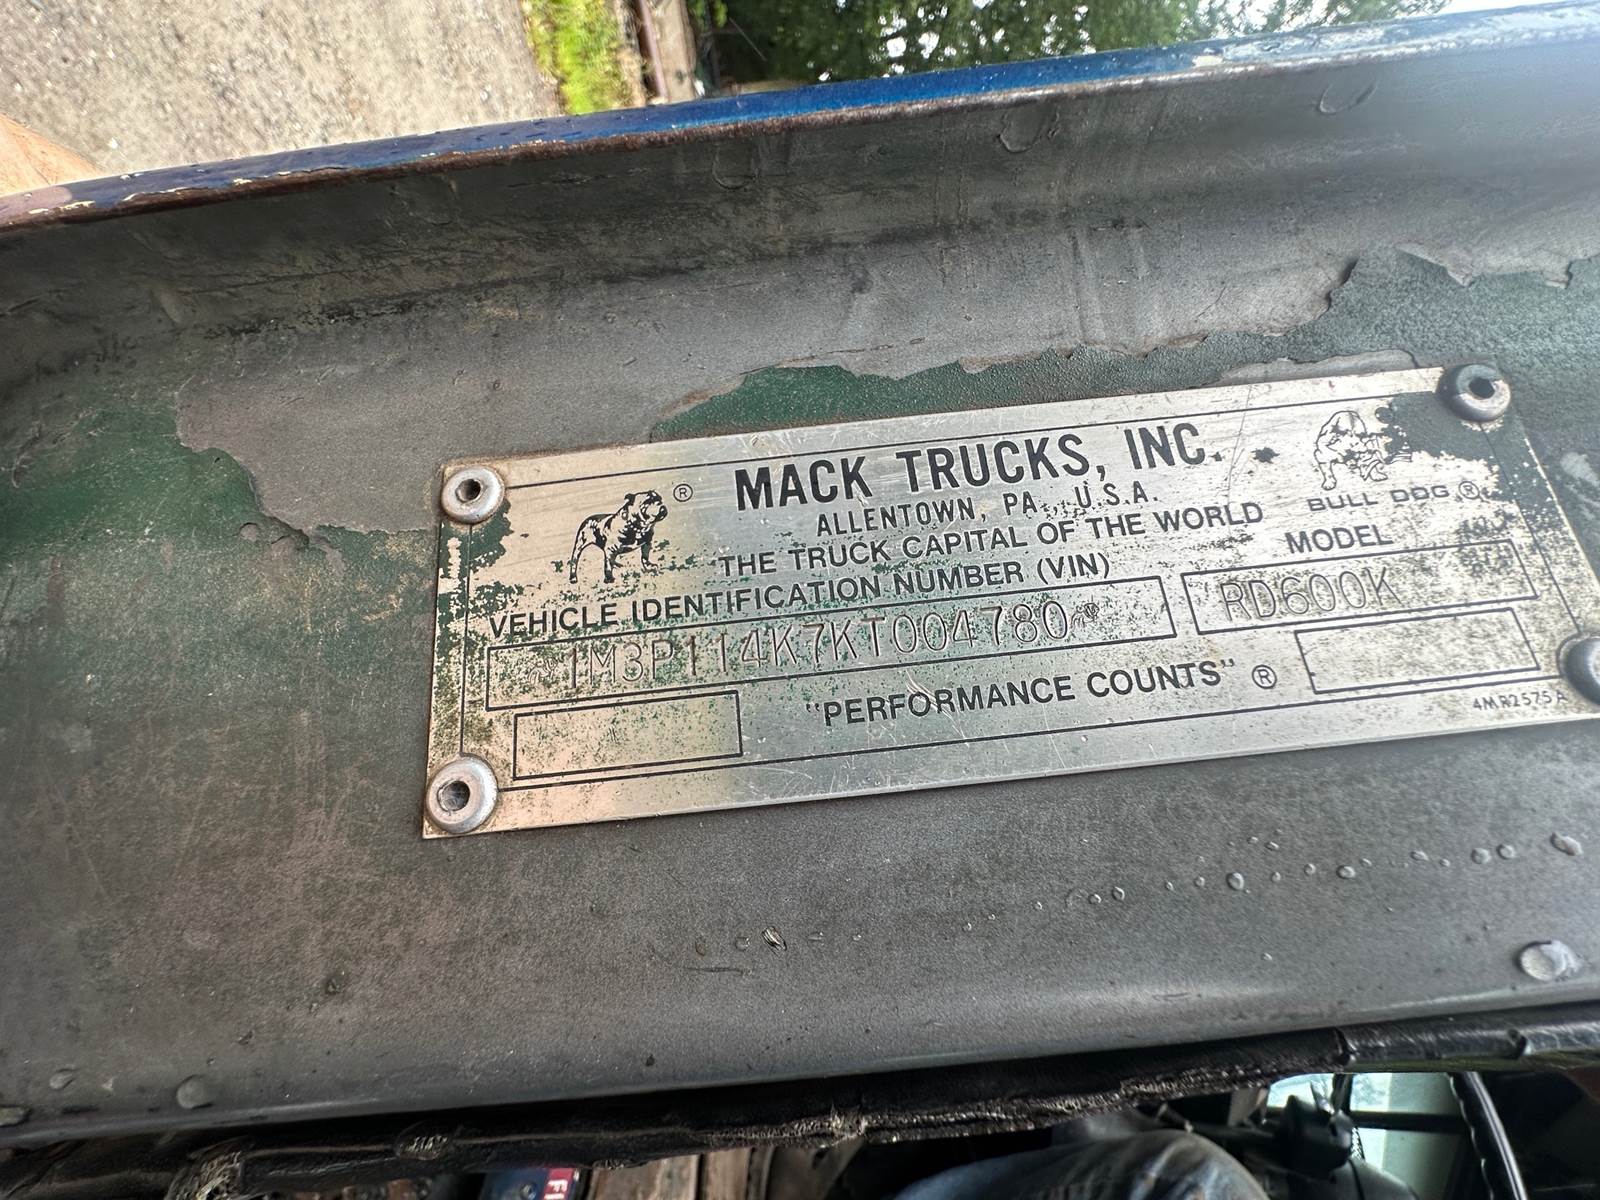 ®
MACK TRUCKS, INC.
ALLENTOWN, PA., U.S.A.
BULL DOG ®
THE TRUCK CAPITAL OF THE WORLD
VEHICLE IDENTIFICATION NUMBER (VIN)
MODEL
1M3P114K7KT004780
RD600K
"PERFORMANCE COUNTS" ®
4MR2575A